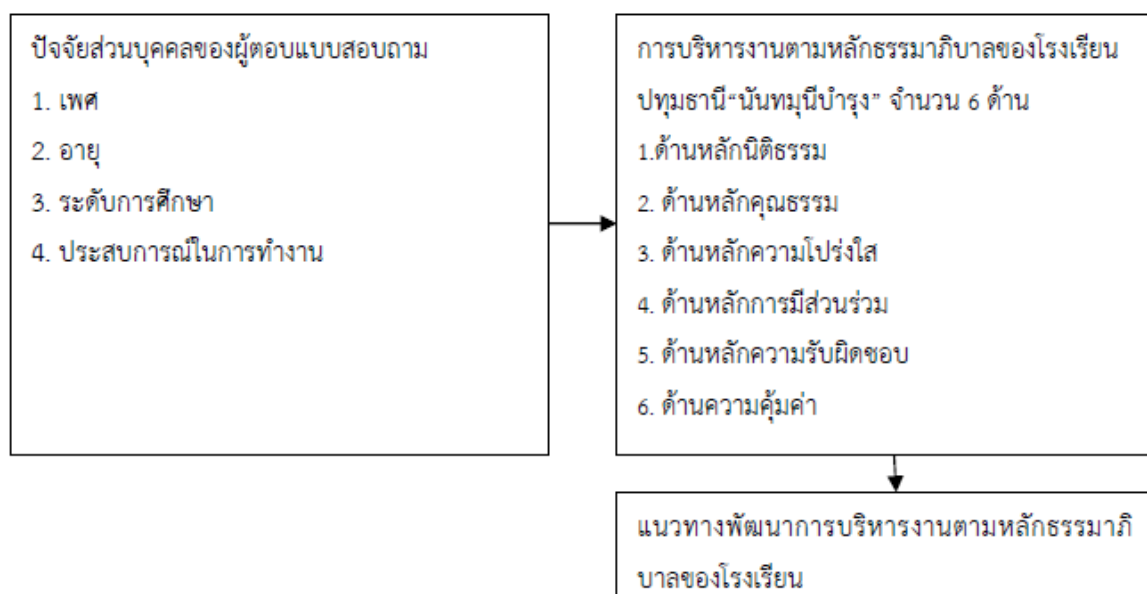 ปัจจัยส่วนบุคคลของผู้ตอบแบบสอบถาม
1. เพศ
2. อายุ
3. ระดับการศึกษา
4. ประสบการณ์ในการทำงาน
การบริหารงานตามหลักธรรมาภิบาลของโรงเรียน
ปทุมธานี“นันทมุนีบำรุง” จำนวน 6 ด้าน
1.ด้านหลักนิติธรรม
2. ด้านหลักคุณธรรม
3. ด้านหลักความโปร่งใส
4. ด้านหลักการมีส่วนร่วม
5. ด้านหลักความรับผิดชอบ
6. ด้านความคุ้มค่า
แนวทางพัฒนาการบริหารงานตามหลักธรรมาภิ
บาลของโรงเรียน